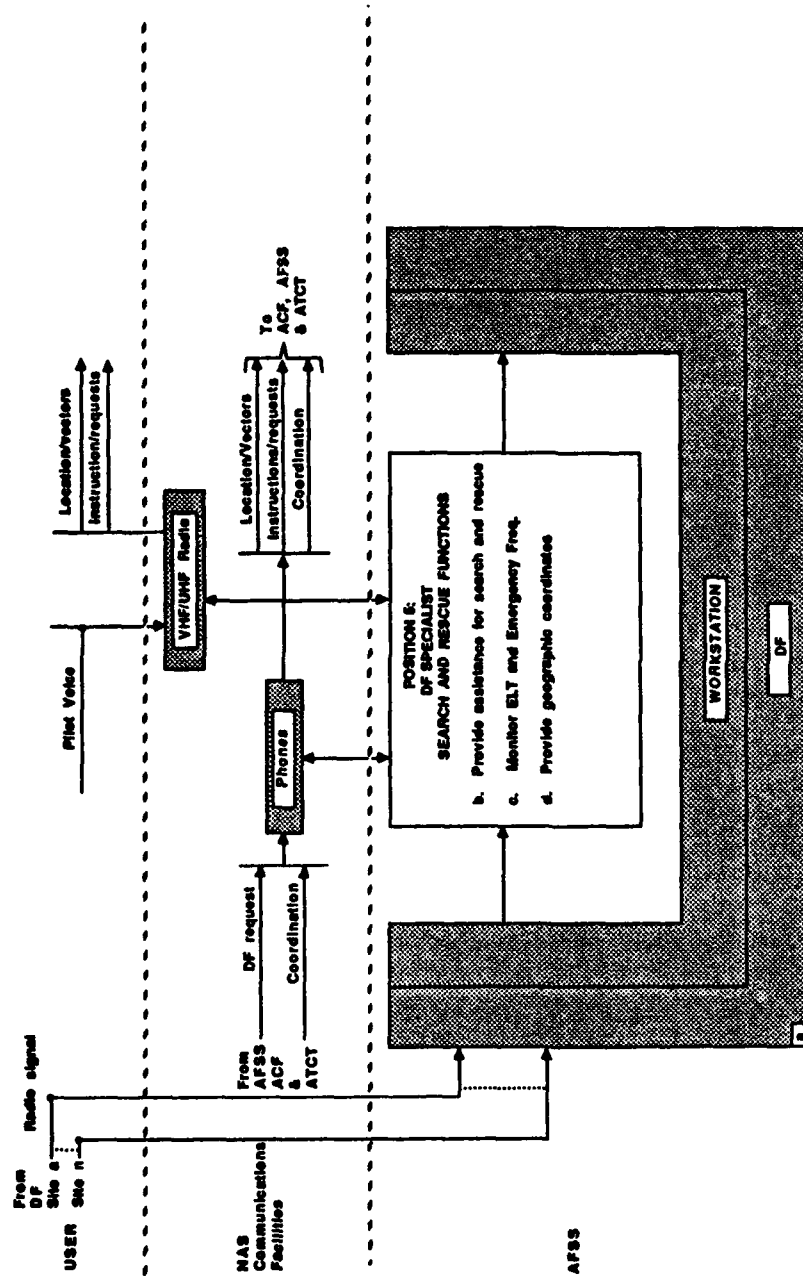 From
DF
Site a
Site n
Radio signal
USER
Pilot Voice
Location/vectors
Instruction/requests
NAS
Communications
Facilities
From
AFSS
ACF
&
ATCT
DF request
Coordination
Phones
VHF/UHF Radio
Location/Vectors
Instructions/requests
Coordination
To
ACF, AFSS
& ATCT
AFSS
POSITION E:
DF SPECIALIST
SEARCH AND RESCUE FUNCTIONS
b. Provide assistance for search and rescue
c. Monitor ELT and Emergency Freq.
d. Provide geographic coordinates
WORKSTATION
DF
a